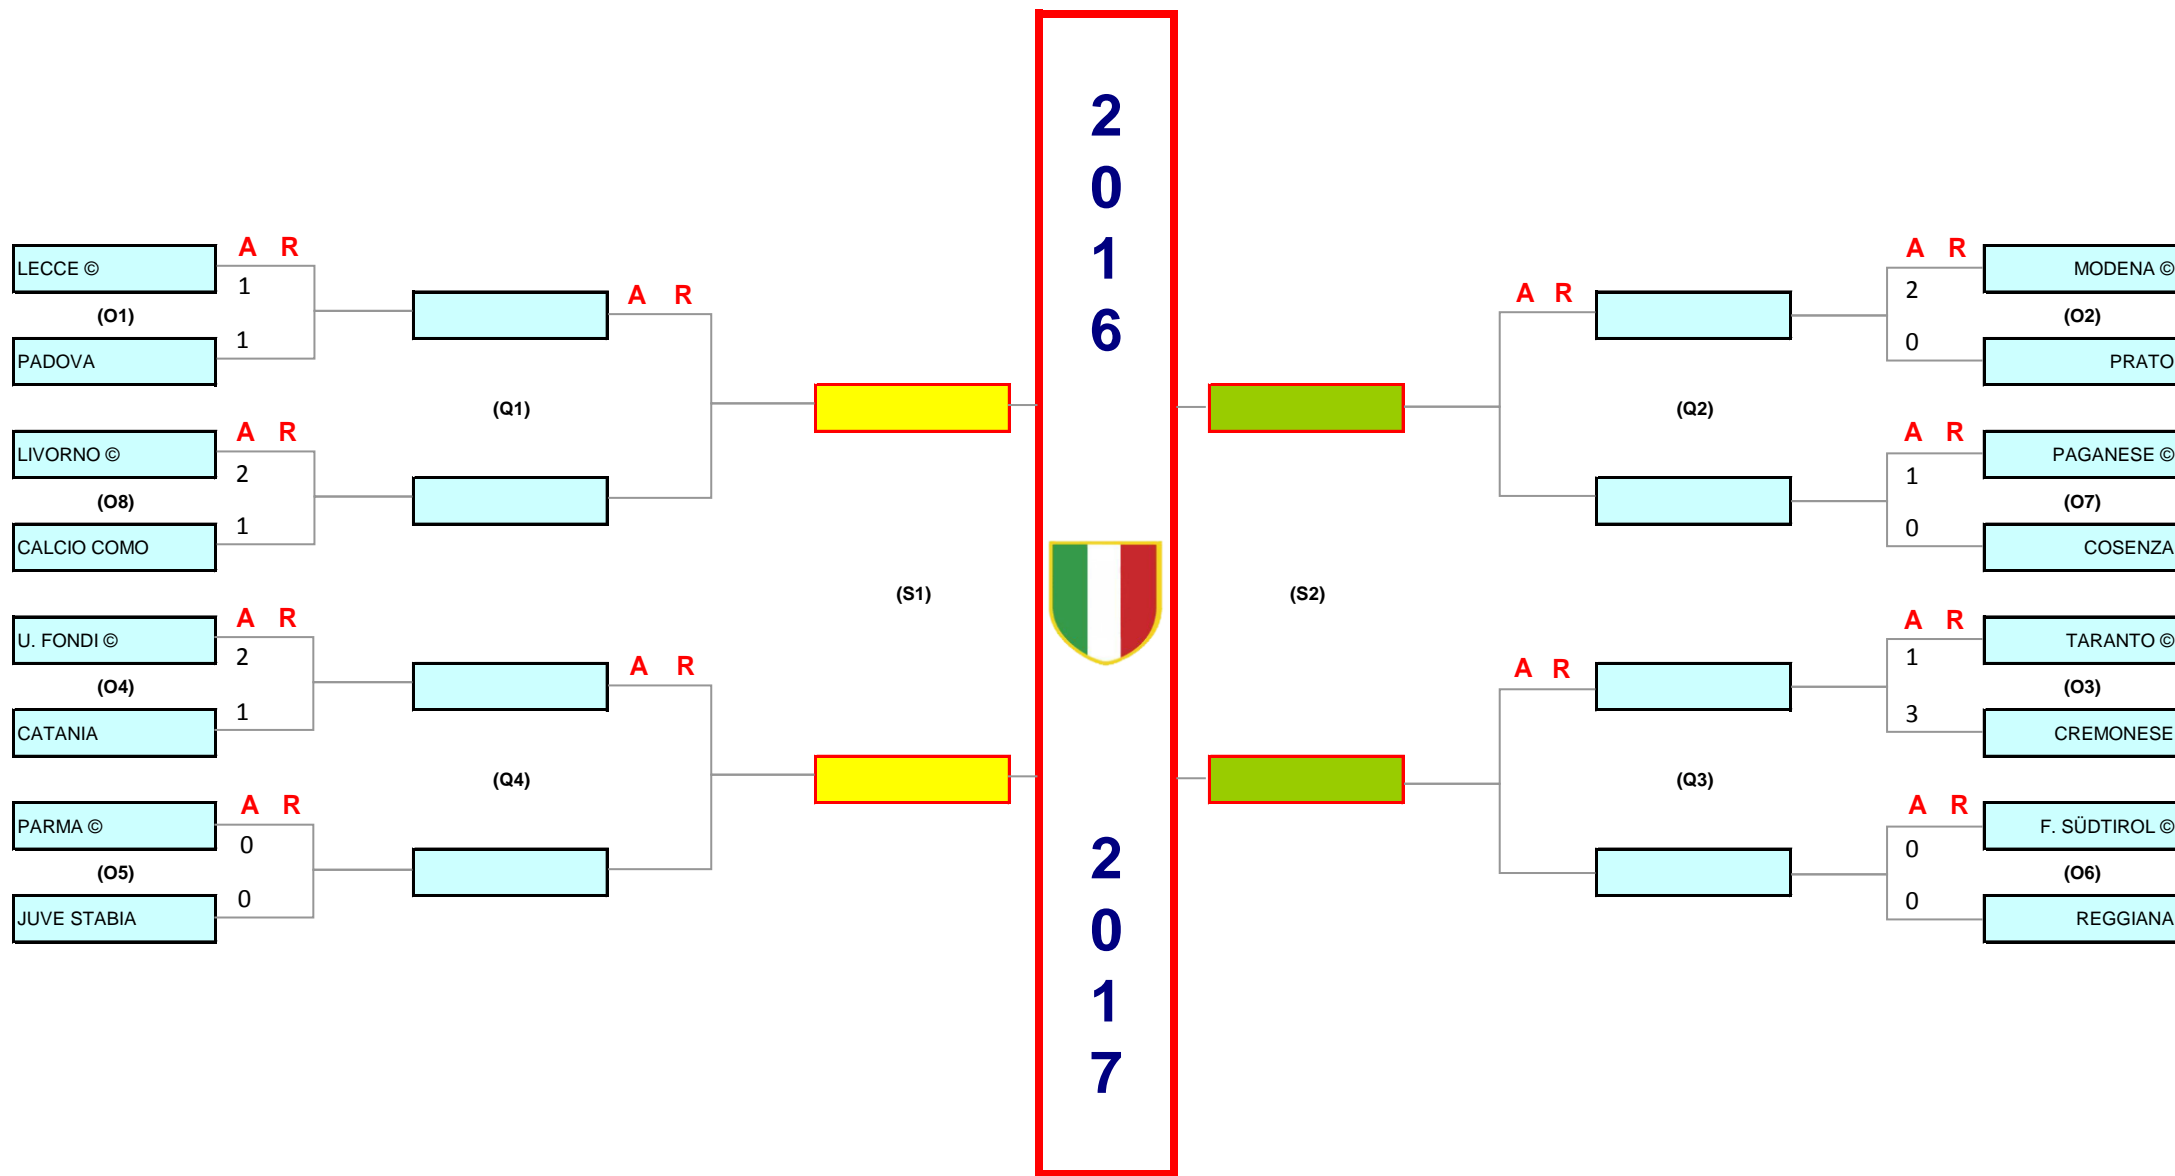 2
0
1
6
A R
LECCE ©
1
(O1)
1
PADOVA
A R
(Q1)
A R
LIVORNO ©
2
(O8)
1
CALCIO COMO
(S1)
A R
U. FONDI ©
2
(O4)
1
CATANIA
A R
(Q4)
A R
PARMA ©
0
(O5)
0
JUVE STABIA
A R
MODENA ©
2
(O2)
0
PRATO
A R
(Q2)
A R
PAGANESE ©
1
(O7)
0
COSENZA
(S2)
A R
TARANTO ©
1
(O3)
3
CREMONESE
A R
(Q3)
A R
F. SÜDTIROL ©
0
(O6)
0
REGGIANA
2
0
1
7